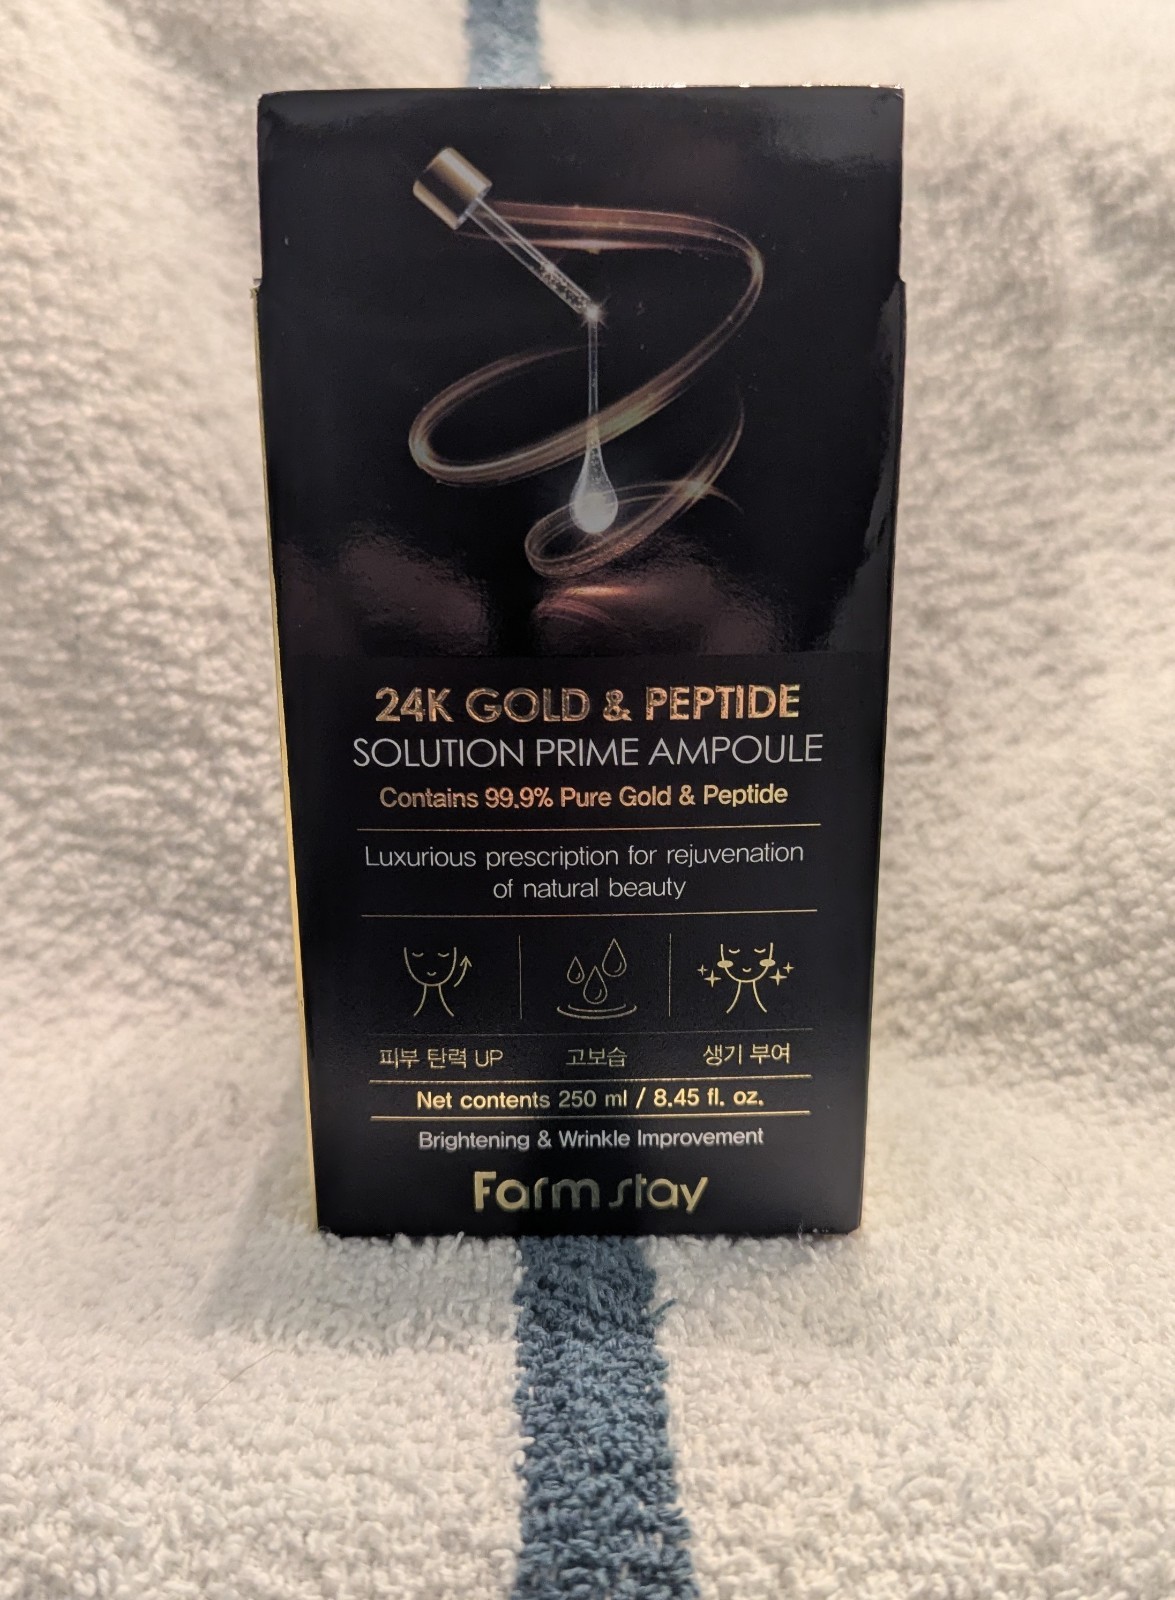 24K GOLD & PEPTIDE
SOLUTION PRIME AMPOULE
Contains 99.9% Pure Gold & Peptide
Luxurious prescription for rejuvenation
of natural beauty
피부 탄력 UP
고보습
생기 부여
Net contents 250 ml / 8.45 fl. oz.
Brightening & Wrinkle Improvement
Farm stay